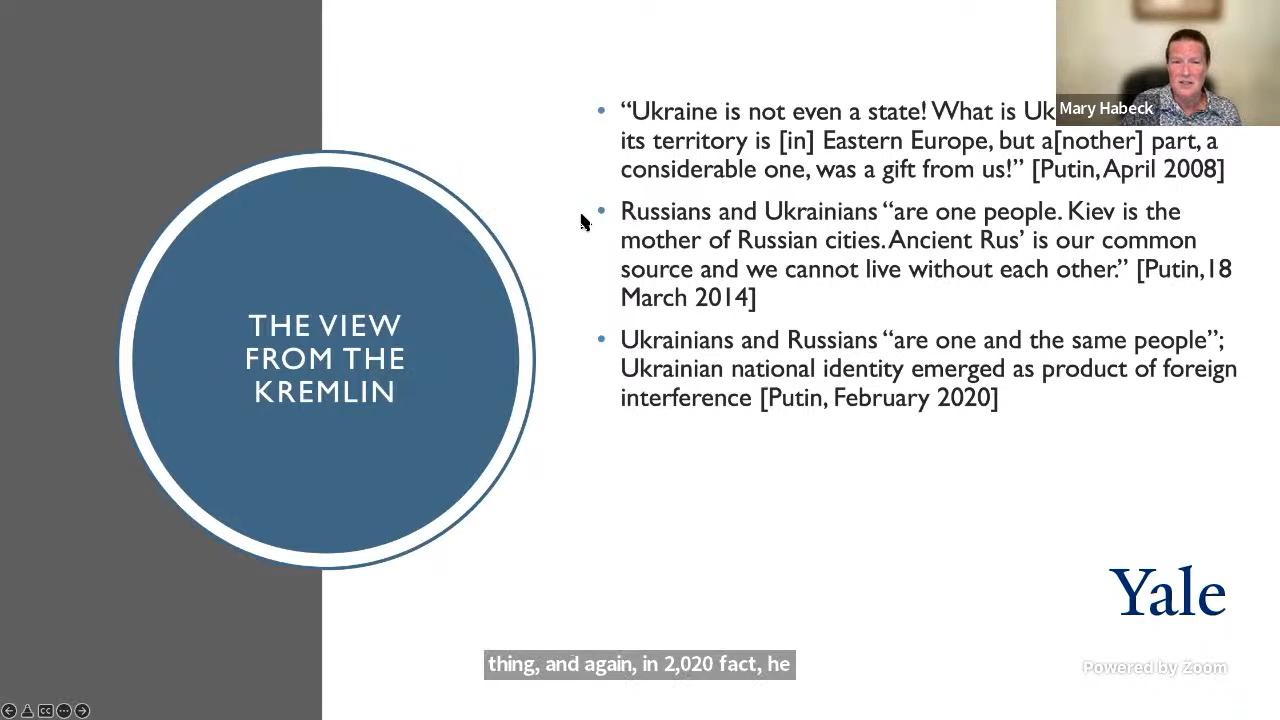 THE VIEW
FROM THE
KREMLIN
• “Ukraine is not even a state! What is Uk
its territory is [in] Eastern Europe, but a[nother] part, a
considerable one, was a gift from us!” [Putin, April 2008]
• Russians and Ukrainians “are one people. Kiev is the
mother of Russian cities. Ancient Rus’ is our common
source and we cannot live without each other.” [Putin, 18
March 2014]
• Ukrainians and Russians “are one and the same people”;
Ukrainian national identity emerged as product of foreign
interference [Putin, February 2020]
Mary Habeck
Yale
thing, and again, in 2,020 fact, he
Powered by Zoom